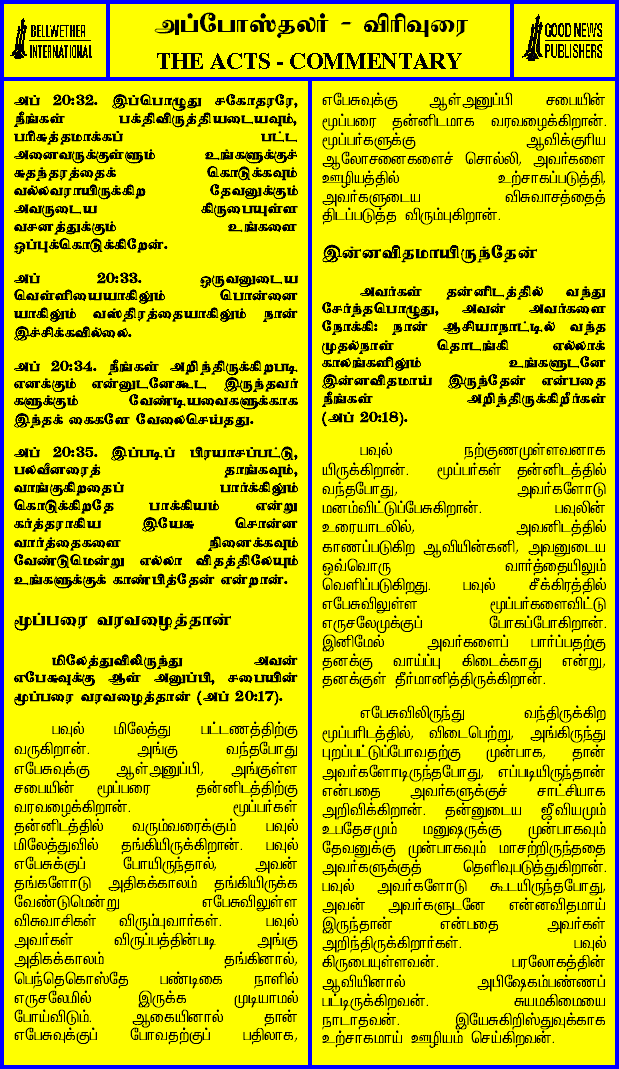 BELLWETHER
INTERNATIONAL
அப்போஸ்தலர் - விரிவுரை
THE ACTS - COMMENTARY
GOOD NEWS
PUBLISHERS
அப் 20:32. இப்பொழுது சகோதரரே,
நீங்கள் பக்திவிருத்தியடையவும்,
பரிசுத்தமாக்கப் பட்ட
அனைவருக்குள்ளும் உங்களுக்குச்
சுதந்தரத்தைக் கொடுக்கவும்
வல்லவராயிருக்கிற தேவனுக்கும்
அவருடைய கிருபையுள்ள
வசனத்துக்கும் உங்களை
ஒப்புக்கொடுக்கிறேன்.
அப் 20:33. ஒருவனுடைய
வெள்ளியையாகிலும் பொன்னை
யாகிலும் வஸ்திரத்தையாகிலும் நான்
இச்சிக்கவில்லை.
அப் 20:34. நீங்கள் அறிந்திருக்கிறபடி
எனக்கும் என்னுடனேகூட இருந்தவர்
களுக்கும் வேண்டியவைகளுக்காக
இந்தக் கைகளே வேலைசெய்தது.
அப் 20:35. இப்படிப் பிரயாசப்பட்டு,
பலவீனரைத் தாங்கவும்,
வாங்குகிறதைப் பார்க்கிலும்
கொடுக்கிறதே பாக்கியம் என்று
கர்த்தராகிய இயேசு சொன்ன
வார்த்தைகளை நினைக்கவும்
வேண்டுமென்று எல்லா விதத்திலேயும்
உங்களுக்குக் காண்பித்தேன் என்றான்.
மூப்பரை வரவழைத்தான்
மிலேத்துவிலிருந்து அவன்
எபேசுவுக்கு ஆள் அனுப்பி, சபையின்
மூப்பரை வரவழைத்தான் (அப் 20:17).
பவுல் மிலேத்து பட்டணத்திற்கு
வருகிறான். அங்கு வந்தபோது
எபேசுவுக்கு ஆள்அனுப்பி, அங்குள்ள
சபையின் மூப்பரை தன்னிடத்திற்கு
வரவழைக்கிறான். மூப்பர்கள்
தன்னிடத்தில் வரும்வரைக்கும் பவுல்
மிலேத்துவில் தங்கியிருக்கிறான். பவுல்
எபேசுக்குப் போயிருந்தால், அவன்
தங்களோடு அதிகக்காலம் தங்கியிருக்க
வேண்டுமென்று எபேசுவிலுள்ள
விசுவாசிகள் விரும்புவார்கள். பவுல்
அவர்கள் விருப்பத்தின்படி அங்கு
அதிகக்காலம் தங்கினால்,
பெந்தெகொஸ்தே பண்டிகை நாளில்
எருசலேமில் இருக்க முடியாமல்
போய்விடும். ஆகையினால் தான்
எபேசுவுக்குப் போவதற்குப் பதிலாக,
எபேசுவுக்கு ஆள்அனுப்பி சபையின்
மூப்பரை தன்னிடமாக வரவழைக்கிறான்.
மூப்பர்களுக்கு ஆவிக்குரிய
ஆலோசனைகளைச் சொல்லி, அவர்களை
ஊழியத்தில் உற்சாகப்படுத்தி,
அவர்களுடைய விசுவாசத்தைத்
திடப்படுத்த விரும்புகிறான்.
இன்னவிதமாயிருந்தேன்
அவர்கள் தன்னிடத்தில் வந்து
சேர்ந்தபொழுது, அவன் அவர்களை
நோக்கி: நான் ஆசியாநாட்டில் வந்த
முதல்நாள் தொடங்கி எல்லாக்
காலங்களிலும் உங்களுடனே
இன்னவிதமாய் இருந்தேன் என்பதை
நீங்கள் அறிந்திருக்கிறீர்கள்
(அப் 20:18).
பவுல் நற்குணமுள்ளவனாக
யிருக்கிறான். மூப்பர்கள் தன்னிடத்தில்
வந்தபோது, அவர்களோடு
மனம்விட்டுப்பேசுகிறான். பவுலின்
உரையாடலில், அவனிடத்தில்
காணப்படுகிற ஆவியின்கனி, அவனுடைய
ஒவ்வொரு வார்த்தையிலும்
வெளிப்படுகிறது. பவுல் சீக்கிரத்தில்
எபேசுவிலுள்ள மூப்பர்களைவிட்டு
எருசலேமுக்குப் போகப்போகிறான்.
இனிமேல் அவர்களைப் பார்ப்பதற்கு
தனக்கு வாய்ப்பு கிடைக்காது என்று,
தனக்குள் தீர்மானித்திருக்கிறான்.
எபேசுவிலிருந்து வந்திருக்கிற
மூப்பரிடத்தில், விடைபெற்று, அங்கிருந்து
புறப்பட்டுப்போவதற்கு முன்பாக, தான்
அவர்களோடிருந்தபோது, எப்படியிருந்தான்
என்பதை அவர்களுக்குச் சாட்சியாக
அறிவிக்கிறான். தன்னுடைய ஜீவியமும்
உபதேசமும் மனுஷருக்கு முன்பாகவும்
தேவனுக்கு முன்பாகவும் மாசற்றிருந்ததை
அவர்களுக்குத் தெளிவுபடுத்துகிறான்.
பவுல் அவர்களோடு கூடயிருந்தபோது,
அவன் அவர்களுடனே என்னவிதமாய்
இருந்தான் என்பதை அவர்கள்
அறிந்திருக்கிறார்கள். பவுல்
கிருபையுள்ளவன். பரலோகத்தின்
ஆவியினால் அபிஷேகம்பண்ணப்
பட்டிருக்கிறவன். சுயமகிமையை
நாடாதவன். இயேசுகிறிஸ்துவுக்காக
உற்சாகமாய் ஊழியம் செய்கிறவன்.